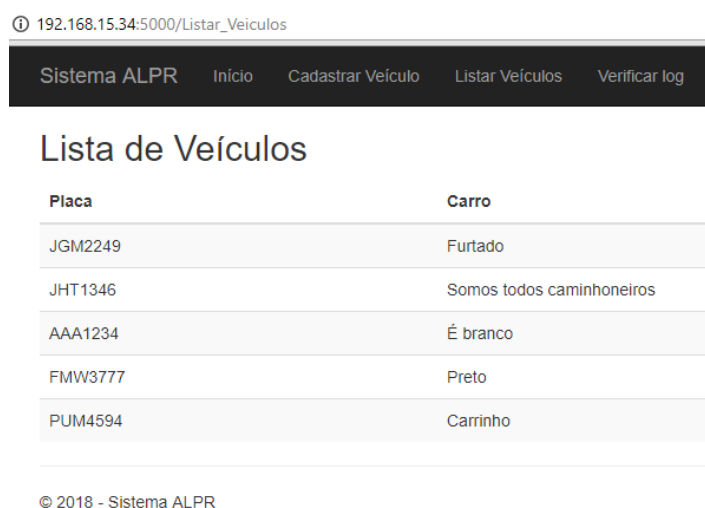 192.168.15.34:5000/Listar_Veiculos
Sistema ALPR Início Cadastrar Veículo Listar Veículos Verificar log
Lista de Veículos
Placa Carro
JGM2249 Furtado
JHT1346 Somos todos caminhoneiros
AAA1234 É branco
FMW3777 Preto
PUM4594 Carrinho
© 2018 - Sistema ALPR